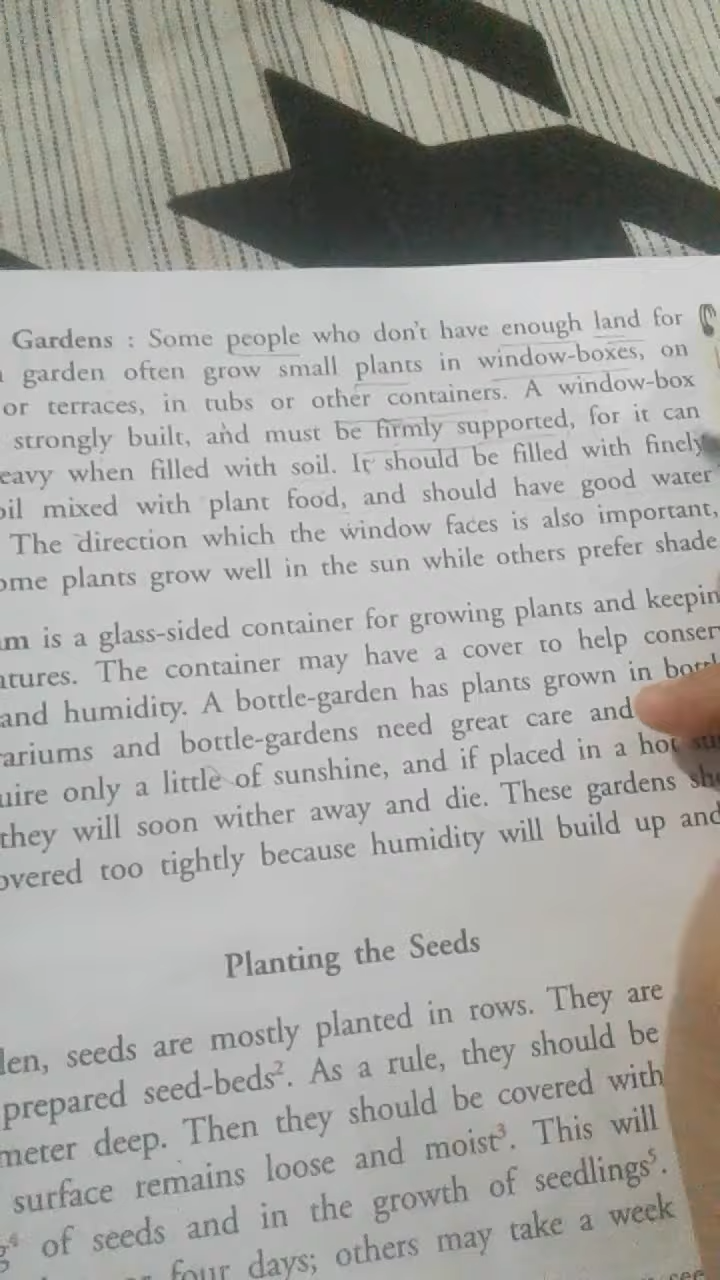 Gardens : Some people who don't have enough land for
garden often grow small plants in window-boxes, on
or terraces, in tubs or other containers. A window-box
strongly built, and must be firmly supported, for it can
eavy when filled with soil. It should be filled with finely
oil mixed with plant food, and should have good water
The direction which the window faces is also important,
ome plants grow well in the sun while others prefer shade
m is a glass-sided container for growing plants and keepin
atures. The container may have a cover to help conser
and humidity. A bottle-garden has plants grown in bottl
rariums and bottle-gardens need great care and
uire only a little of sunshine, and if placed in a hot su
they will soon wither away and die. These gardens sho
overed too tightly because humidity will build up and
Planting the Seeds
den, seeds are mostly planted in rows. They are
prepared seed-beds². As a rule, they should be
meter deep. Then they should be covered with
surface remains loose and moist³. This will
g⁴ of seeds and in the growth of seedlings⁵.
four days; others may take a week
see